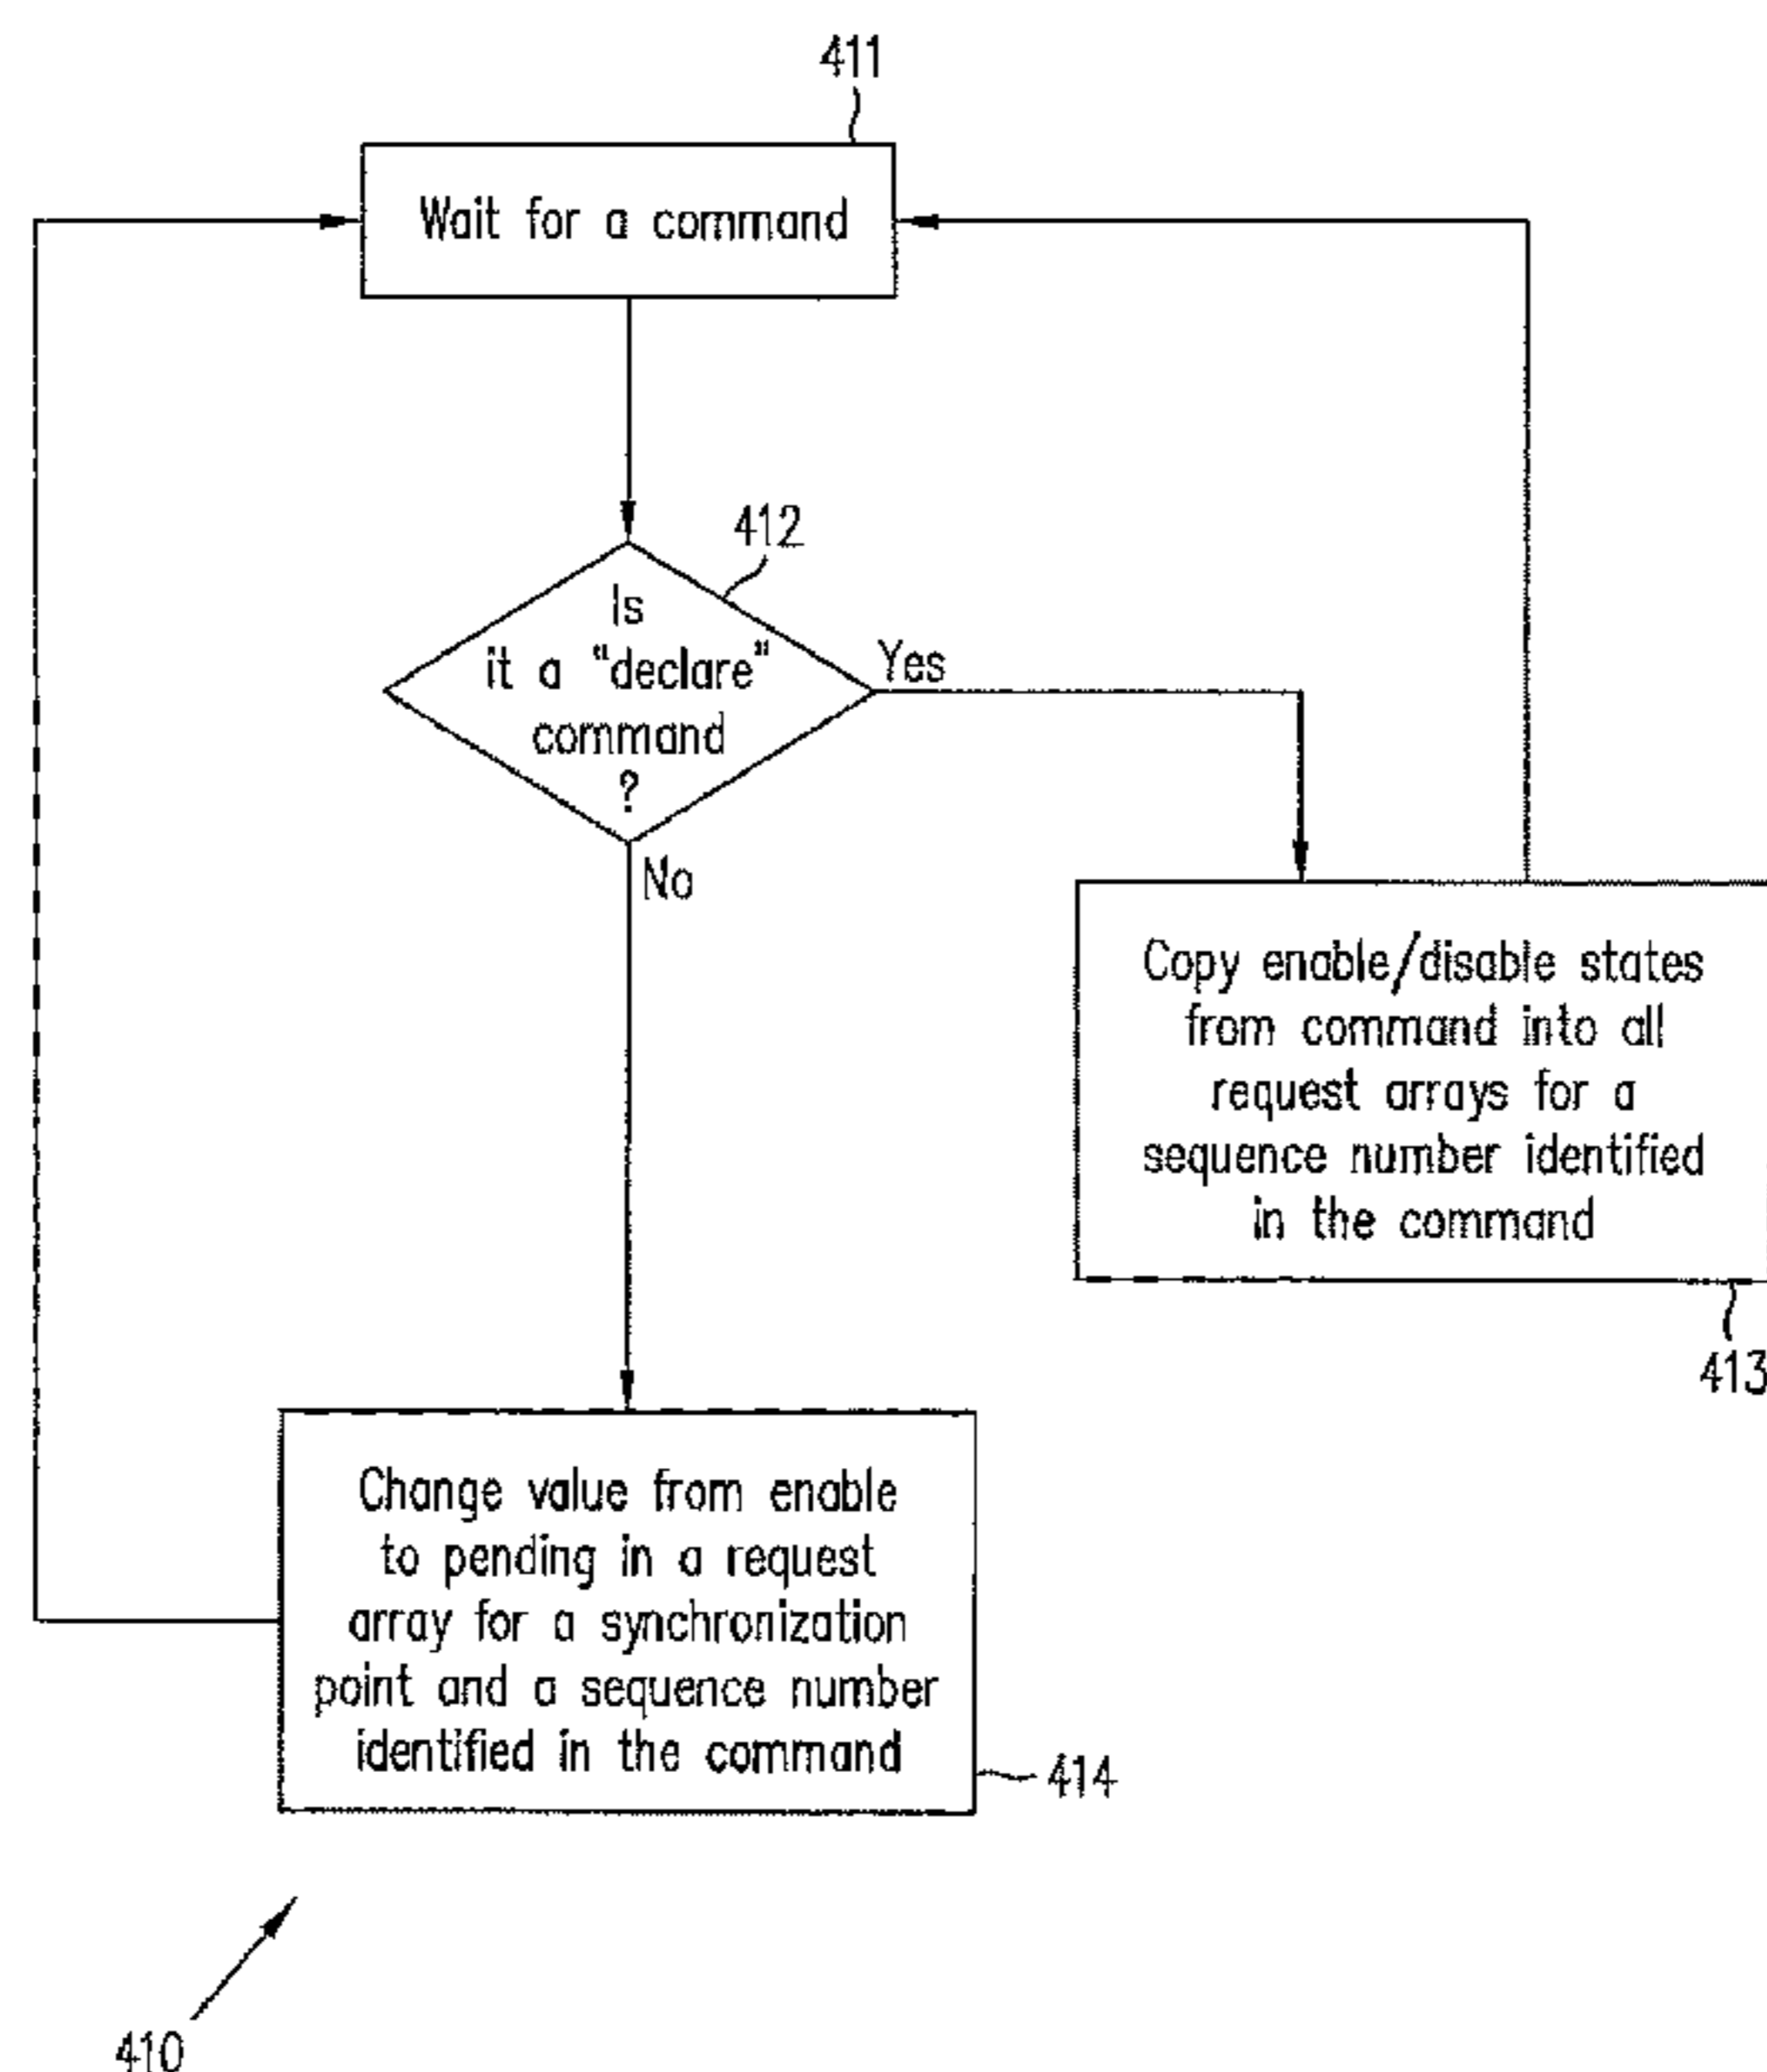 411
Wait for a command
412
Is
it a "declare"
command
?
Yes
No
Copy enable/disable states
from command into all
request arrays for a
sequence number identified
in the command
413
Change value from enable
to pending in a request
array for a synchronization
point and a sequence number
identified in the command
414
410